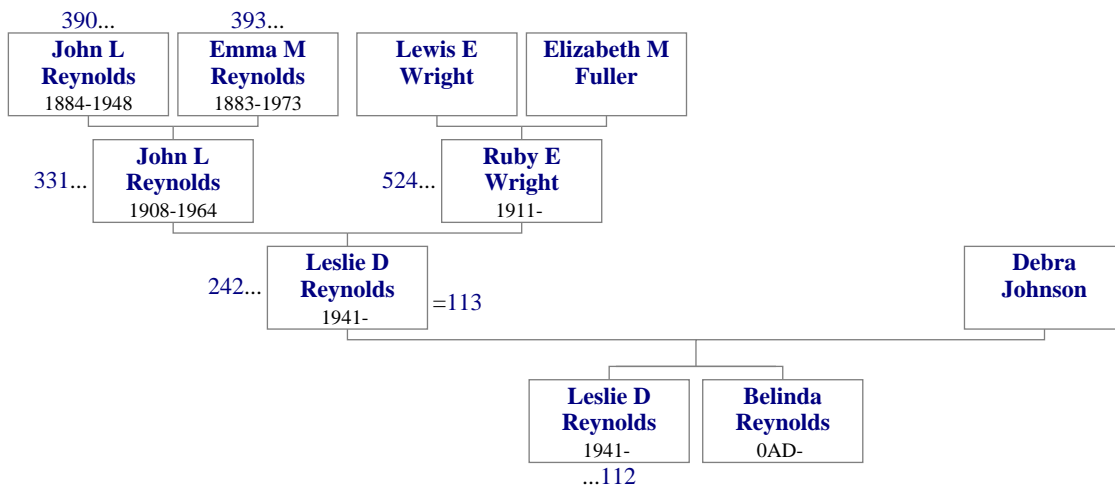 390...
393...
John L
Reynolds
1884-1948
Emma M
Reynolds
1883-1973
Lewis E
Wright
Elizabeth M
Fuller
331...
John L
Reynolds
1908-1964
524...
Ruby E
Wright
1911-
242...
Leslie D
Reynolds
1941-
=113
Debra
Johnson
Leslie D
Reynolds
1941-
...112
Belinda
Reynolds
0AD-